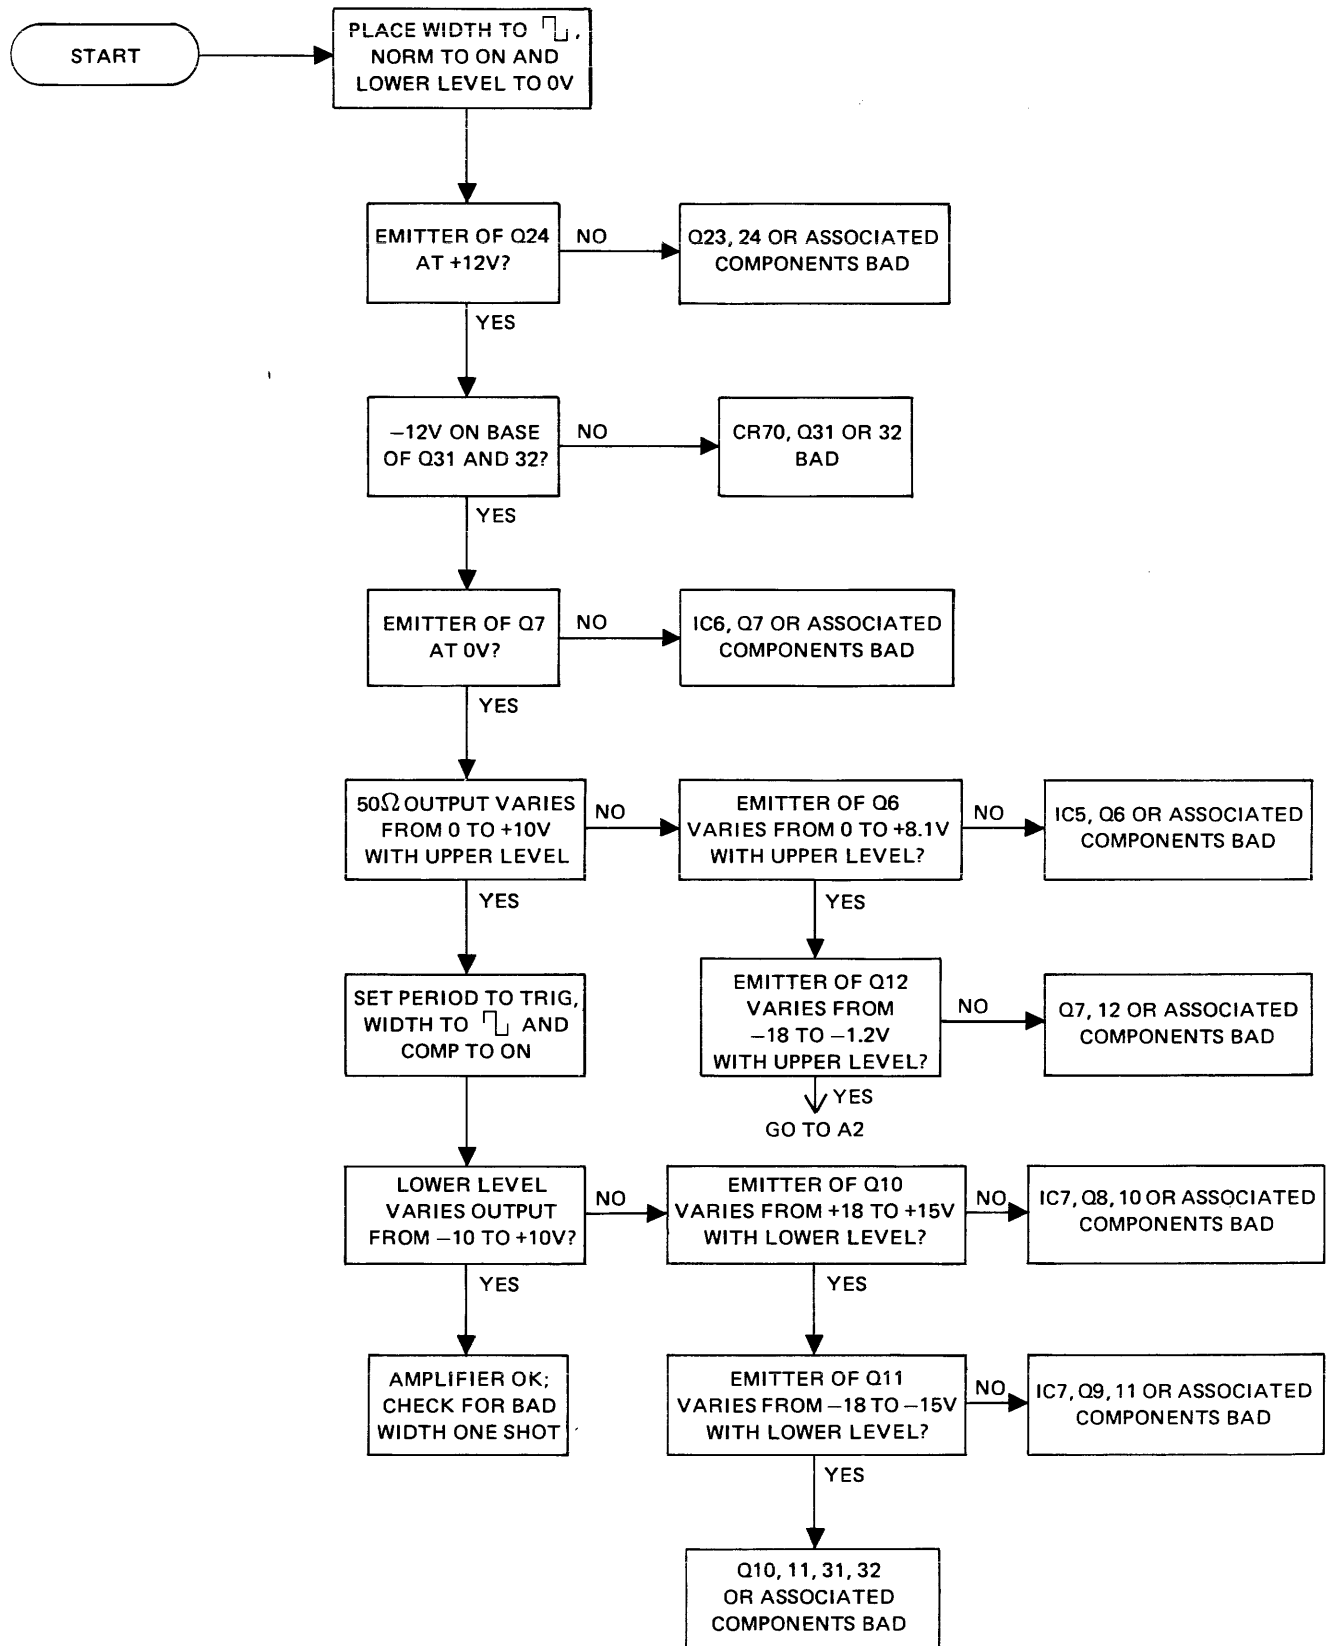 START
PLACE WIDTH TO ,
NORM TO ON AND
LOWER LEVEL TO 0V
EMITTER OF Q24
AT +12V?
NO
Q23, 24 OR ASSOCIATED
COMPONENTS BAD
YES
−12V ON BASE
OF Q31 AND 32?
NO
CR70, Q31 OR 32
BAD
YES
EMITTER OF Q7
AT 0V?
NO
IC6, Q7 OR ASSOCIATED
COMPONENTS BAD
YES
50Ω OUTPUT VARIES
FROM 0 TO +10V
WITH UPPER LEVEL
NO
EMITTER OF Q6
VARIES FROM 0 TO +8.1V
WITH UPPER LEVEL?
NO
IC5, Q6 OR ASSOCIATED
COMPONENTS BAD
YES
YES
SET PERIOD TO TRIG,
WIDTH TO AND
COMP TO ON
EMITTER OF Q12
VARIES FROM
−18 TO −1.2V
WITH UPPER LEVEL?
NO
Q7, 12 OR ASSOCIATED
COMPONENTS BAD
YES
GO TO A2
LOWER LEVEL
VARIES OUTPUT
FROM −10 TO +10V?
NO
EMITTER OF Q10
VARIES FROM +18 TO +15V
WITH LOWER LEVEL?
NO
IC7, Q8, 10 OR ASSOCIATED
COMPONENTS BAD
YES
YES
AMPLIFIER OK;
CHECK FOR BAD
WIDTH ONE SHOT
EMITTER OF Q11
VARIES FROM −18 TO −15V
WITH LOWER LEVEL?
NO
IC7, Q9, 11 OR ASSOCIATED
COMPONENTS BAD
YES
Q10, 11, 31, 32
OR ASSOCIATED
COMPONENTS BAD